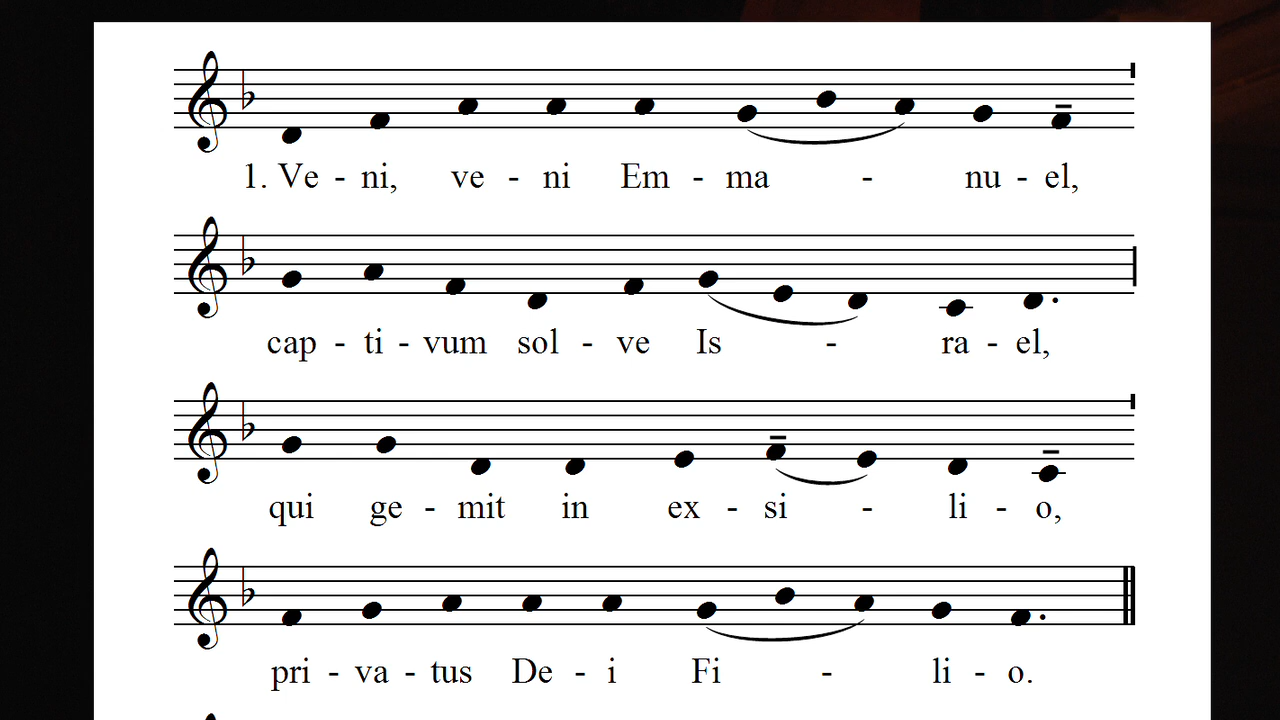 1. Ve - ni, ve - ni Em - ma - nu - el,
cap - ti - vum sol - ve Is - ra - el,
qui ge - mit in ex - si - li - o,
pri - va - tus De - i Fi - li - o.